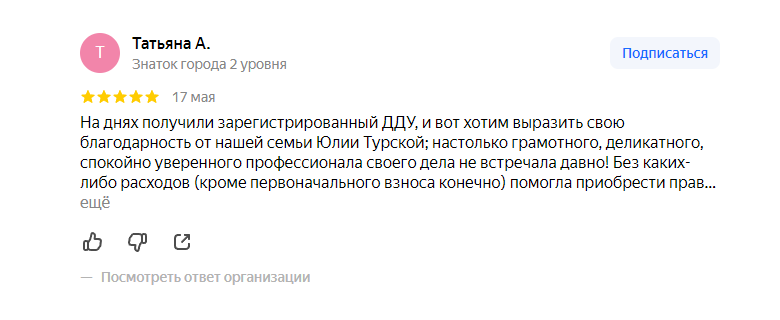 Т
Татьяна А.
Знаток города 2 уровня
Подписаться
17 мая
На днях получили зарегистрированный ДДУ, и вот хотим выразить свою
благодарность от нашей семьи Юлии Турской; настолько грамотного, деликатного,
спокойно уверенного профессионала своего дела не встречала давно! Без каких-
либо расходов (кроме первоначального взноса конечно) помогла приобрести прав...
ещё
— Посмотреть ответ организации